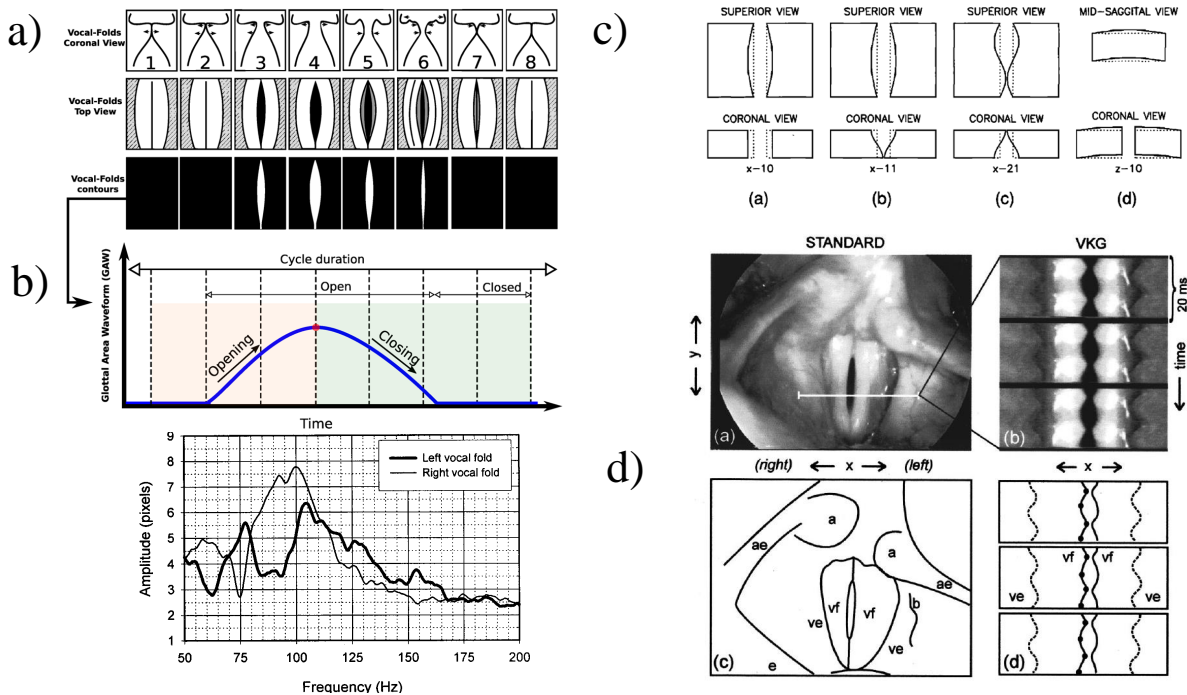 a)
Vocal-Folds
Coronal View
1 2 3 4 5 6 7 8
Vocal-Folds
Top View
Vocal-Folds
contours
b)
Glottal Area Waveform (GAW)
Cycle duration
Open
Closed
Opening
Closing
Time
9
8
7
6
5
4
3
2
1
Amplitude (pixels)
Left vocal fold
Right vocal fold
50 75 100 125 150 175 200
Frequency (Hz)
c)
SUPERIOR VIEW SUPERIOR VIEW SUPERIOR VIEW MID-SAGGITAL VIEW
CORONAL VIEW CORONAL VIEW CORONAL VIEW CORONAL VIEW
x-10 x-11 x-21 z-10
(a) (b) (c) (d)
STANDARD VKG
y
20 ms
time
(a) (b)
d)
(right) x (left) x
a
ae
a
ae
vf vf
b
ve
ve
e
(c)
vf vf
ve ve
(d)